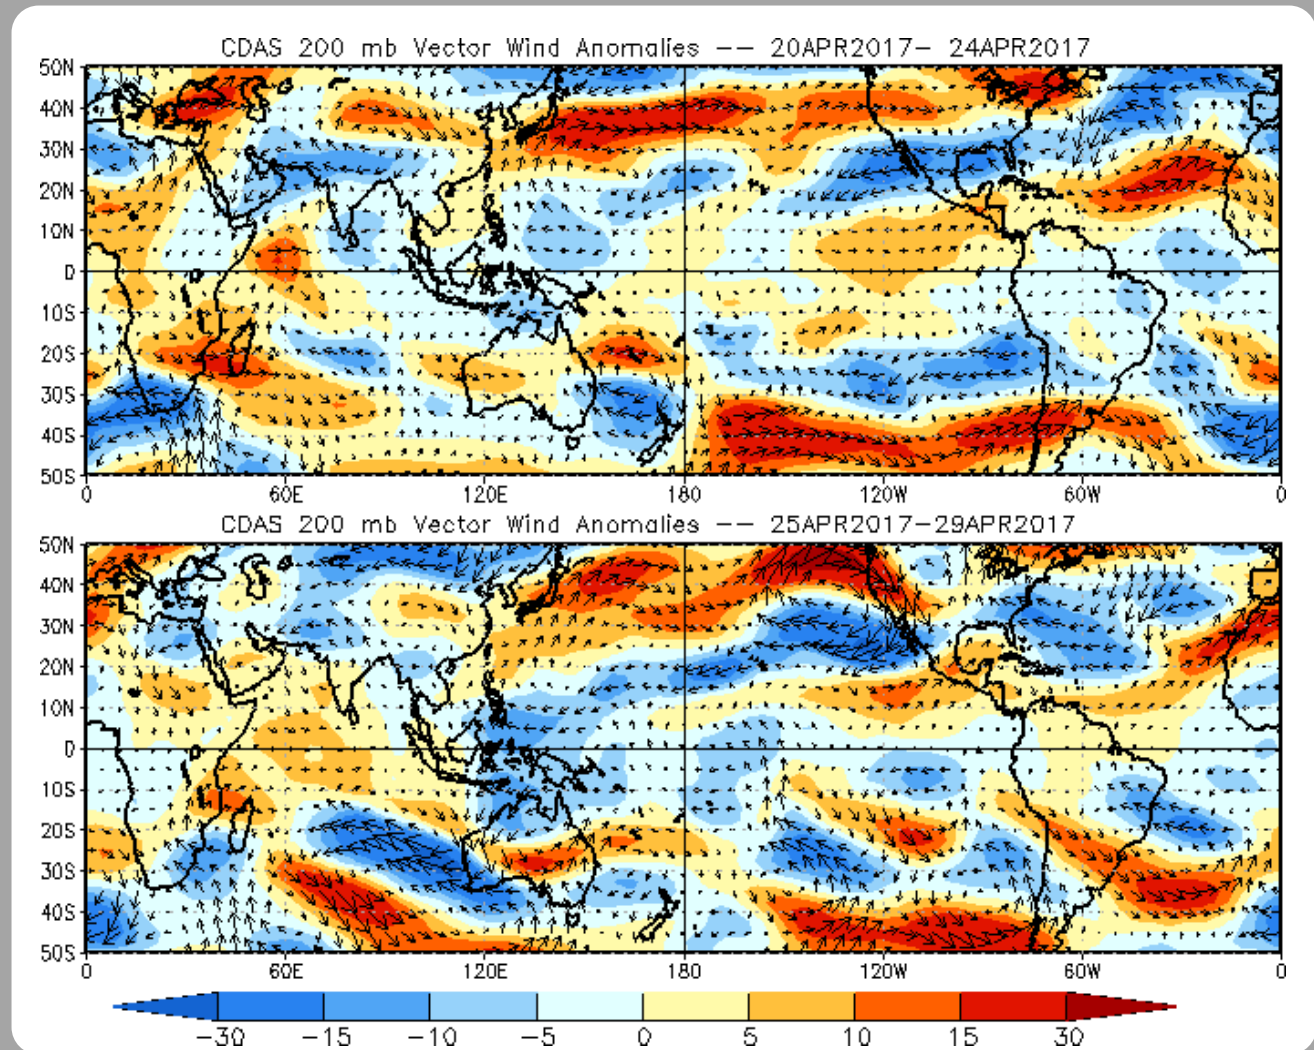 CDAS 200 mb Vector Wind Anomalies -- 20APR2017- 24APR2017
50N
40N
30N
20N
10N
0
10S
20S
30S
40S
50S
0 60E 120E 180 120W 60W 0
CDAS 200 mb Vector Wind Anomalies -- 25APR2017-29APR2017
50N
40N
30N
20N
10N
0
10S
20S
30S
40S
50S
0 60E 120E 180 120W 60W 0
-30 -15 -10 -5 0 5 10 15 30